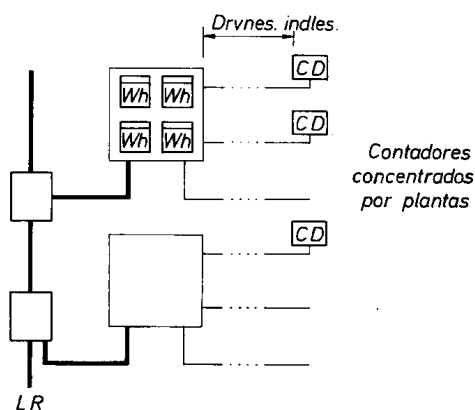 Drvnes. indles.
CD
Wh Wh
CD
Wh Wh
Contadores
concentrados
por plantas
CD
LR